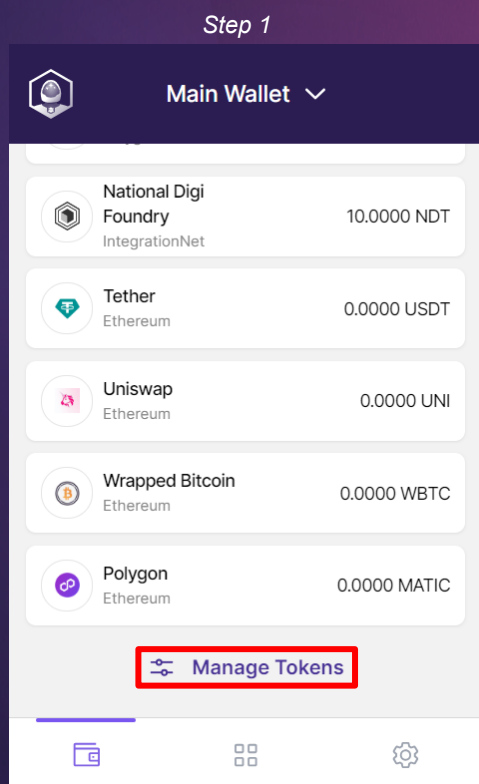 Step 1
Main Wallet
National Digi
Foundry
10.0000 NDT
IntegrationNet
Tether
0.0000 USDT
Ethereum
Uniswap
0.0000 UNI
Ethereum
Wrapped Bitcoin
0.0000 WBTC
Ethereum
Polygon
0.0000 MATIC
Ethereum
Manage Tokens